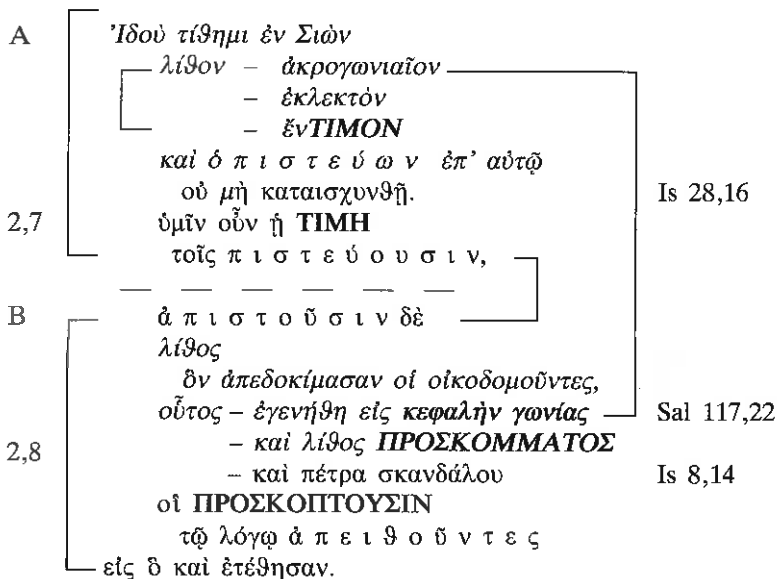 A Ἰδοὺ τίθημι ἐν Σιὼν
λίθον – ἀκρογωνιαῖον
– ἐκλεκτόν
– ἔνΤΙΜΟΝ
καὶ ὁ π ι σ τ ε ύ ω ν ἐπ' αὐτῷ
οὐ μὴ καταισχυνθῇ. Is 28,16
2,7 ὑμῖν οὖν ἡ ΤΙΜΗ
τοῖς π ι σ τ ε ύ ο υ σ ι ν,
B ἀ π ι σ τ ο ῦ σ ι ν δὲ
λίθος
ὃν ἀπεδοκίμασαν οἱ οἰκοδομοῦντες,
οὗτος – ἐγενήθη εἰς κεφαλὴν γωνίας Sal 117,22
2,8 – καὶ λίθος ΠΡΟΣΚΟΜΜΑΤΟΣ
– καὶ πέτρα σκανδάλου Is 8,14
οἳ ΠΡΟΣΚΟΠΤΟΥΣΙΝ
τῷ λόγῳ ἀ π ε ι θ ο ῦ ν τ ε ς
εἰς ὃ καὶ ἐτέθησαν.